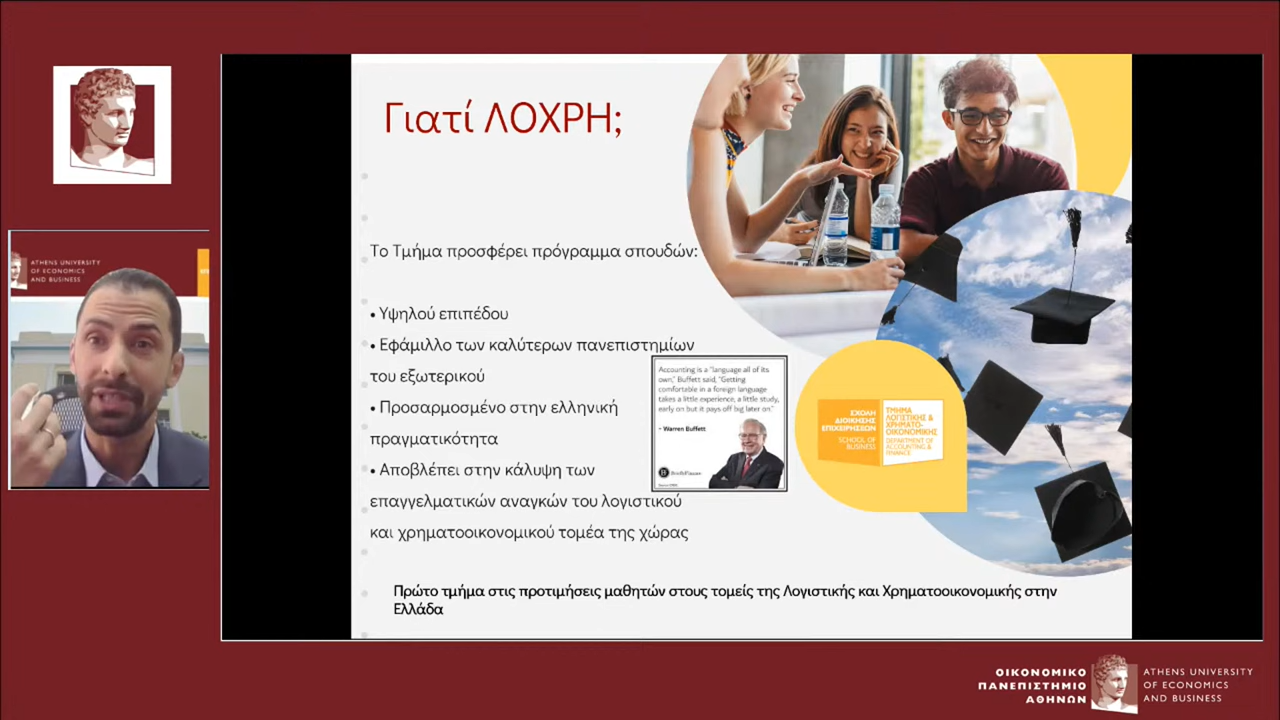 Γιατί ΛΟΧΡΗ;
Το Τμήμα προσφέρει πρόγραμμα σπουδών:
• Υψηλού επιπέδου
• Εφάμιλλο των καλύτερων πανεπιστημίων
του εξωτερικού
• Προσαρμοσμένο στην ελληνική
πραγματικότητα
• Αποβλέπει στην κάλυψη των
επαγγελματικών αναγκών του λογιστικού
και χρηματοοικονομικού τομέα της χώρας
Accounting is a "language all of its
own," Buffett said, "Getting
comfortable in a foreign language
takes a little experience, a little study,
early on but it pays off big later on."
- Warren Buffett
ΣΧΟΛΗ
ΔΙΟΙΚΗΣΗΣ
ΕΠΙΧΕΙΡΗΣΕΩΝ
SCHOOL OF
BUSINESS
ΤΜΗΜΑ
ΛΟΓΙΣΤΙΚΗΣ &
ΧΡΗΜΑΤΟ-
ΟΙΚΟΝΟΜΙΚΗΣ
DEPARTMENT OF
ACCOUNTING &
FINANCE
Πρώτο τμήμα στις προτιμήσεις μαθητών στους τομείς της Λογιστικής και Χρηματοοικονομικής στην
Ελλάδα
ATHENS UNIVERSITY
OF ECONOMICS
AND BUSINESS
ΟΙΚΟΝΟΜΙΚΟ
ΠΑΝΕΠΙΣΤΗΜΙΟ
ΑΘΗΝΩΝ
ATHENS UNIVERSITY
OF ECONOMICS
AND BUSINESS